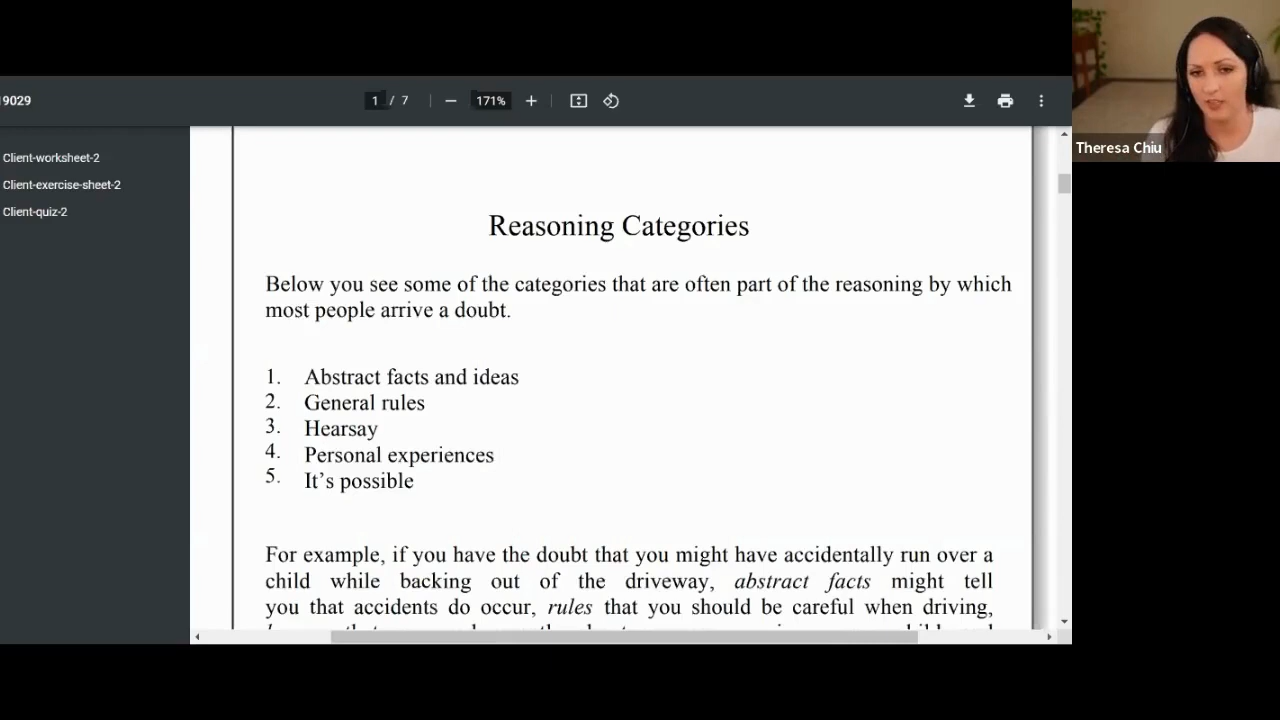 19029
1 / 7
171%
Theresa Chiu
Client-worksheet-2
Client-exercise-sheet-2
Client-quiz-2
Reasoning Categories
Below you see some of the categories that are often part of the reasoning by which
most people arrive a doubt.
1. Abstract facts and ideas
2. General rules
3. Hearsay
4. Personal experiences
5. It’s possible
For example, if you have the doubt that you might have accidentally run over a
child while backing out of the driveway, abstract facts might tell
you that accidents do occur, rules that you should be careful when driving,